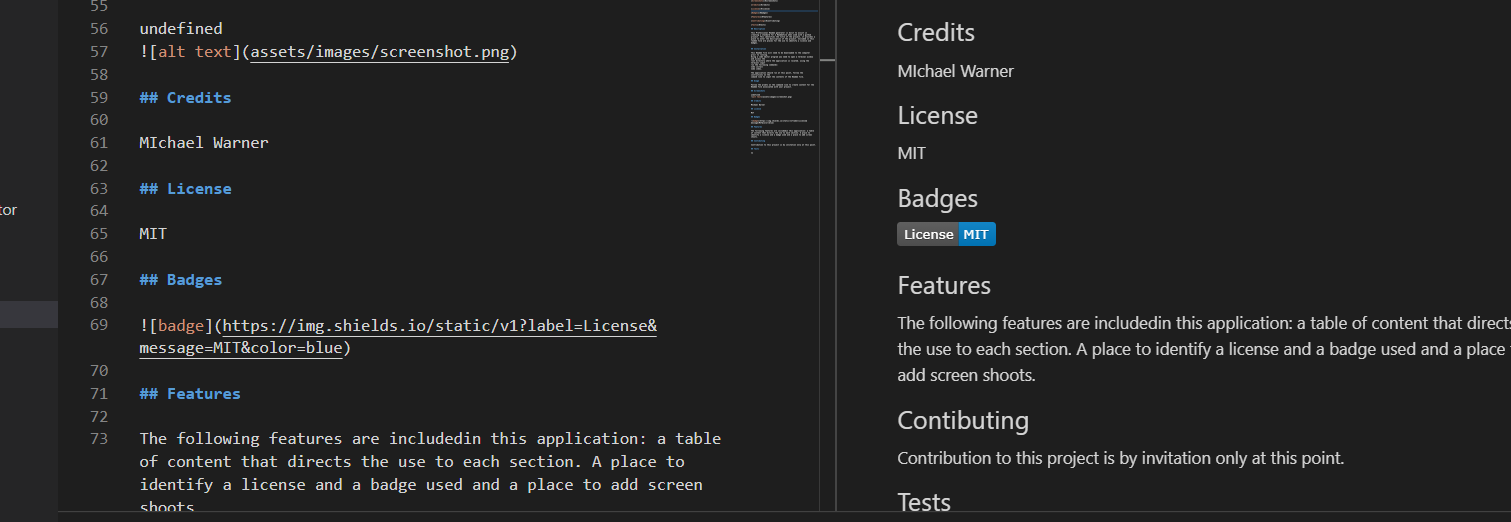 55
56 undefined
57 ![alt text](assets/images/screenshot.png)
58
59 ## Credits
60
61 MIchael Warner
62
63 ## License
64
65 MIT
66
67 ## Badges
68
69 ![badge](https://img.shields.io/static/v1?label=License&
message=MIT&color=blue)
70
71 ## Features
72
73 The following features are includedin this application: a table
of content that directs the use to each section. A place to
identify a license and a badge used and a place to add screen
shoots
tor
Credits
MIchael Warner
License
MIT
Badges
License MIT
Features
The following features are includedin this application: a table of content that directs
the use to each section. A place to identify a license and a badge used and a place
add screen shoots.
Contibuting
Contribution to this project is by invitation only at this point.
Tests